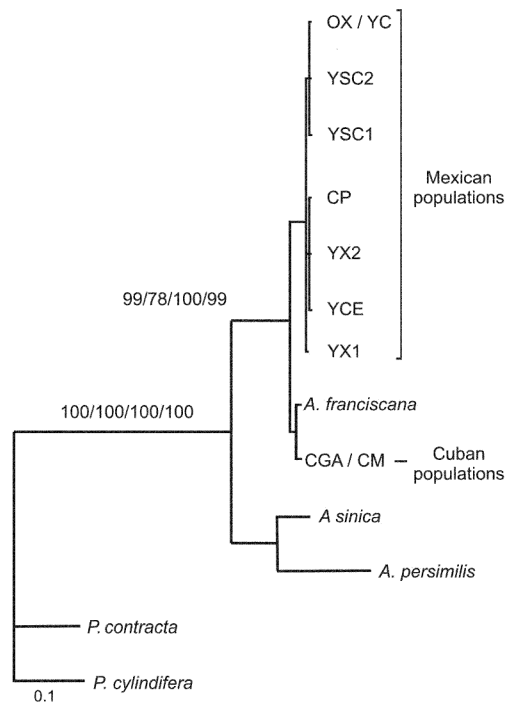 OX / YC
YSC2
YSC1
CP
Mexican
populations
YX2
99/78/100/99
YCE
YX1
A. franciscana
100/100/100/100
CGA / CM
Cuban
populations
A sinica
A. persimilis
P. contracta
P. cylindifera
0.1